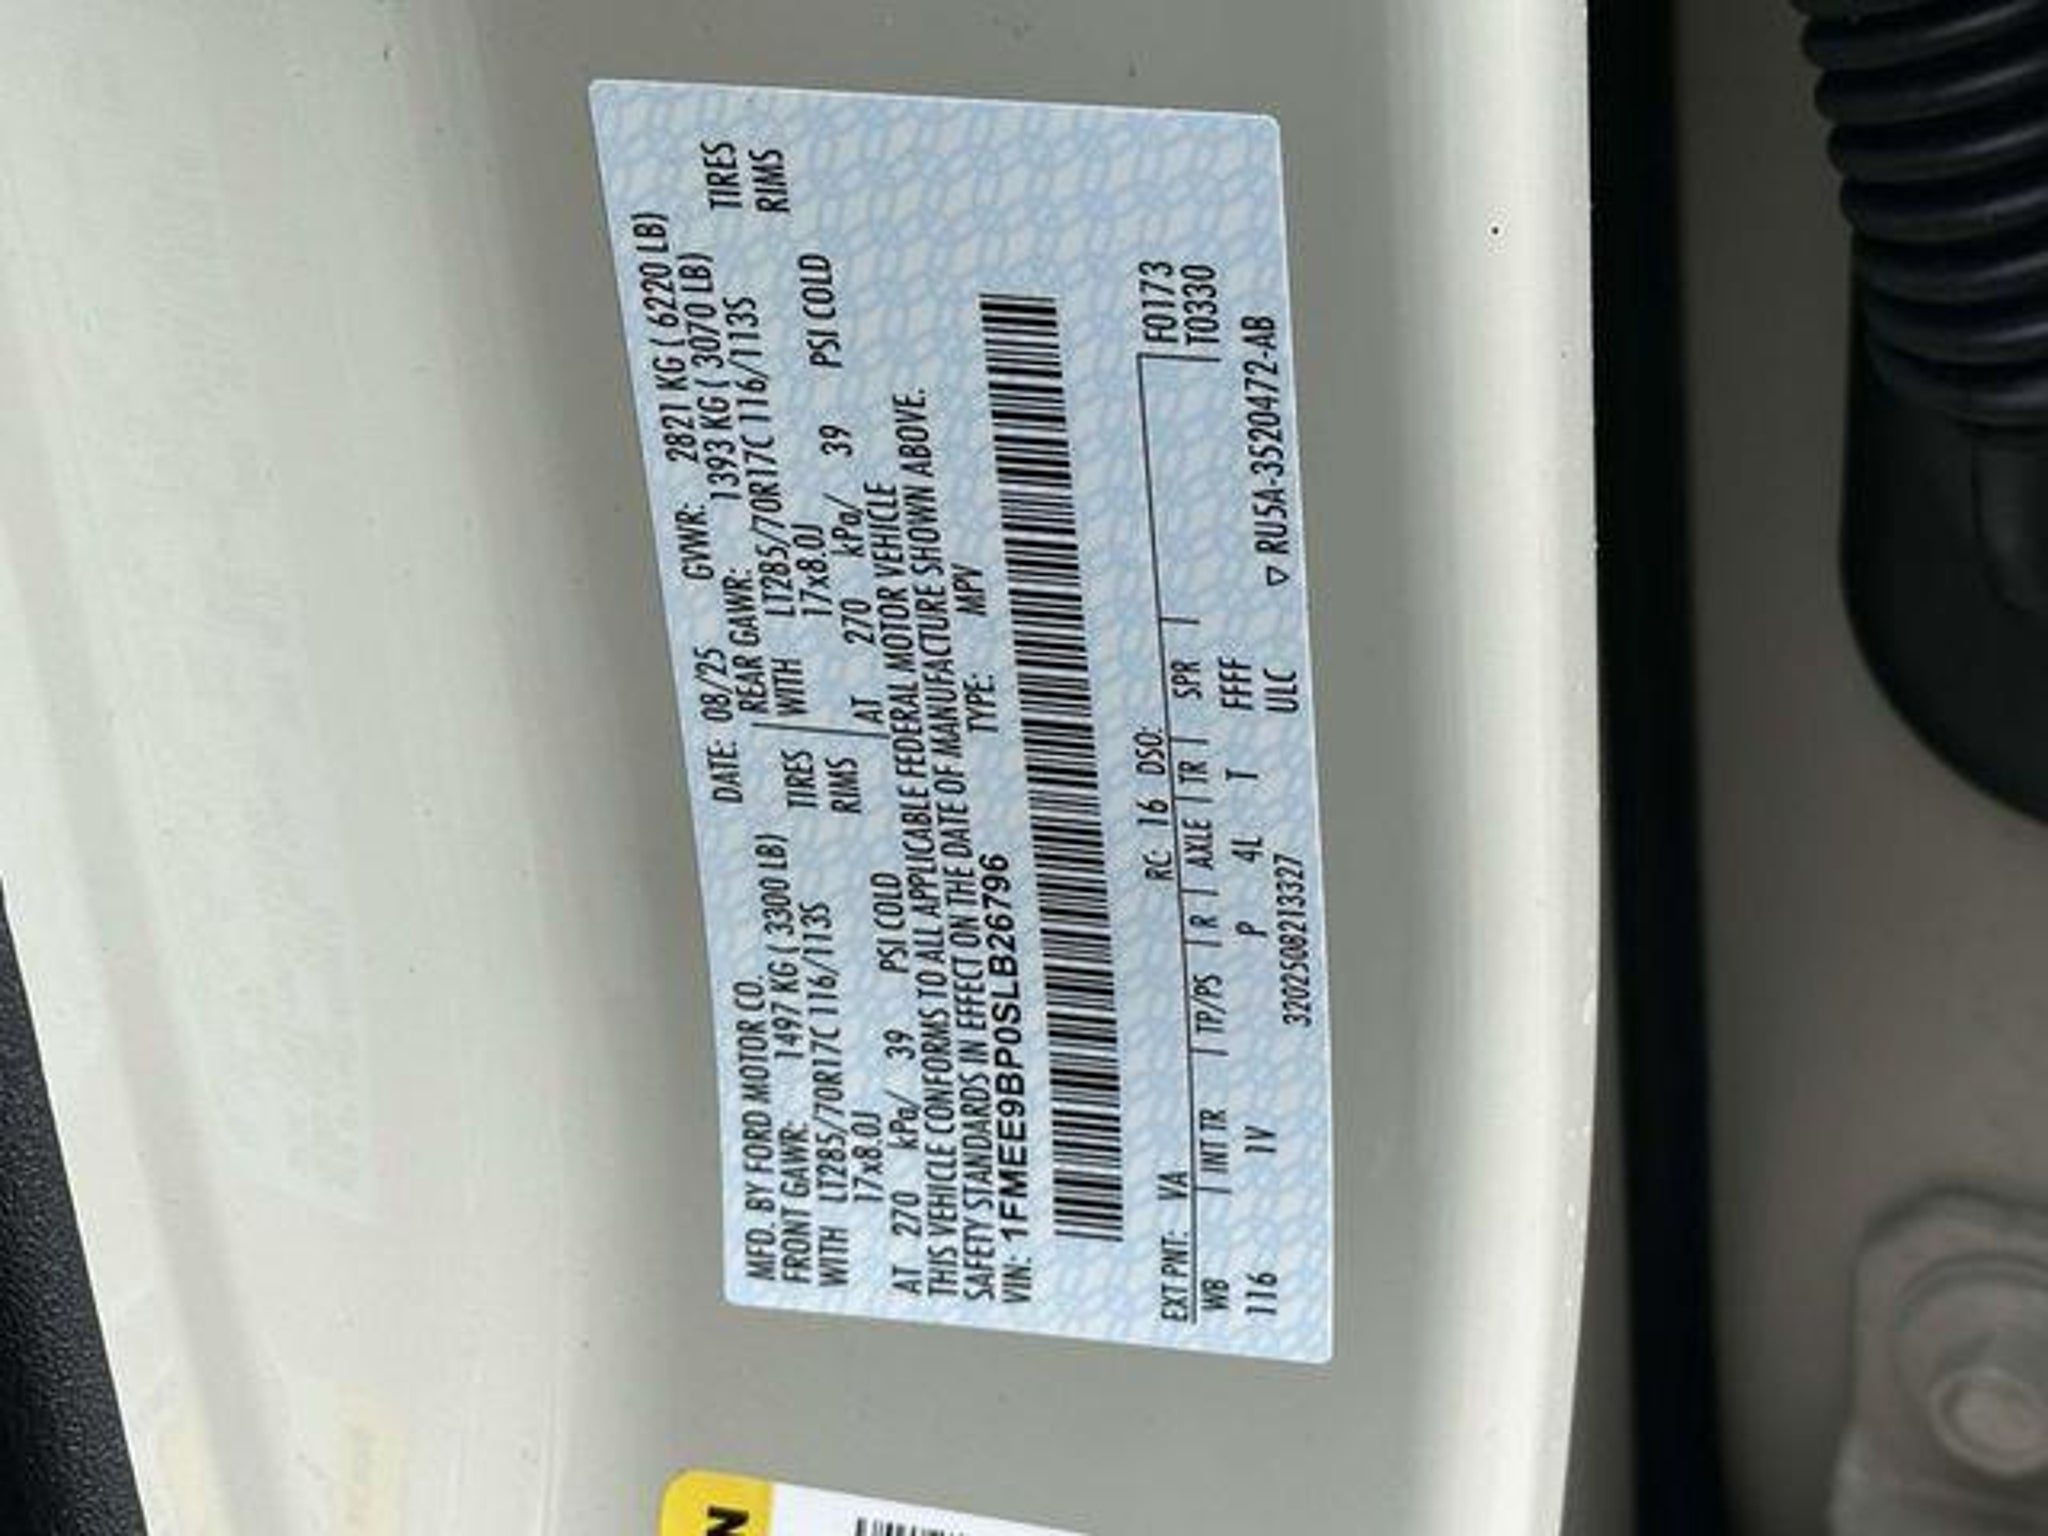 MFD. BY FORD MOTOR CO. DATE: 08/25 GVWR: 2821 KG ( 6220 LB)
FRONT GAWR: 1497 KG ( 3300 LB) REAR GAWR: 1393 KG ( 3070 LB)
WITH LT285/70R17C 116/113S TIRES WITH LT285/70R17C 116/113S TIRES
17x8.0J RIMS 17x8.0J RIMS
AT 270 kPa/ 39 PSI COLD AT 270 kPa/ 39 PSI COLD
THIS VEHICLE CONFORMS TO ALL APPLICABLE FEDERAL MOTOR VEHICLE
SAFETY STANDARDS IN EFFECT ON THE DATE OF MANUFACTURE SHOWN ABOVE.
VIN: 1FMEE9BP0SLB26796 TYPE: MPV
EXT PNT: VA RC: 16 DSO: F0173
WB INT TR TP/PS R AXLE TR SPR T0330
116 1V P 4L T FFFF
3202508213327 ULC ▽ RU5A-3520472-AB
N